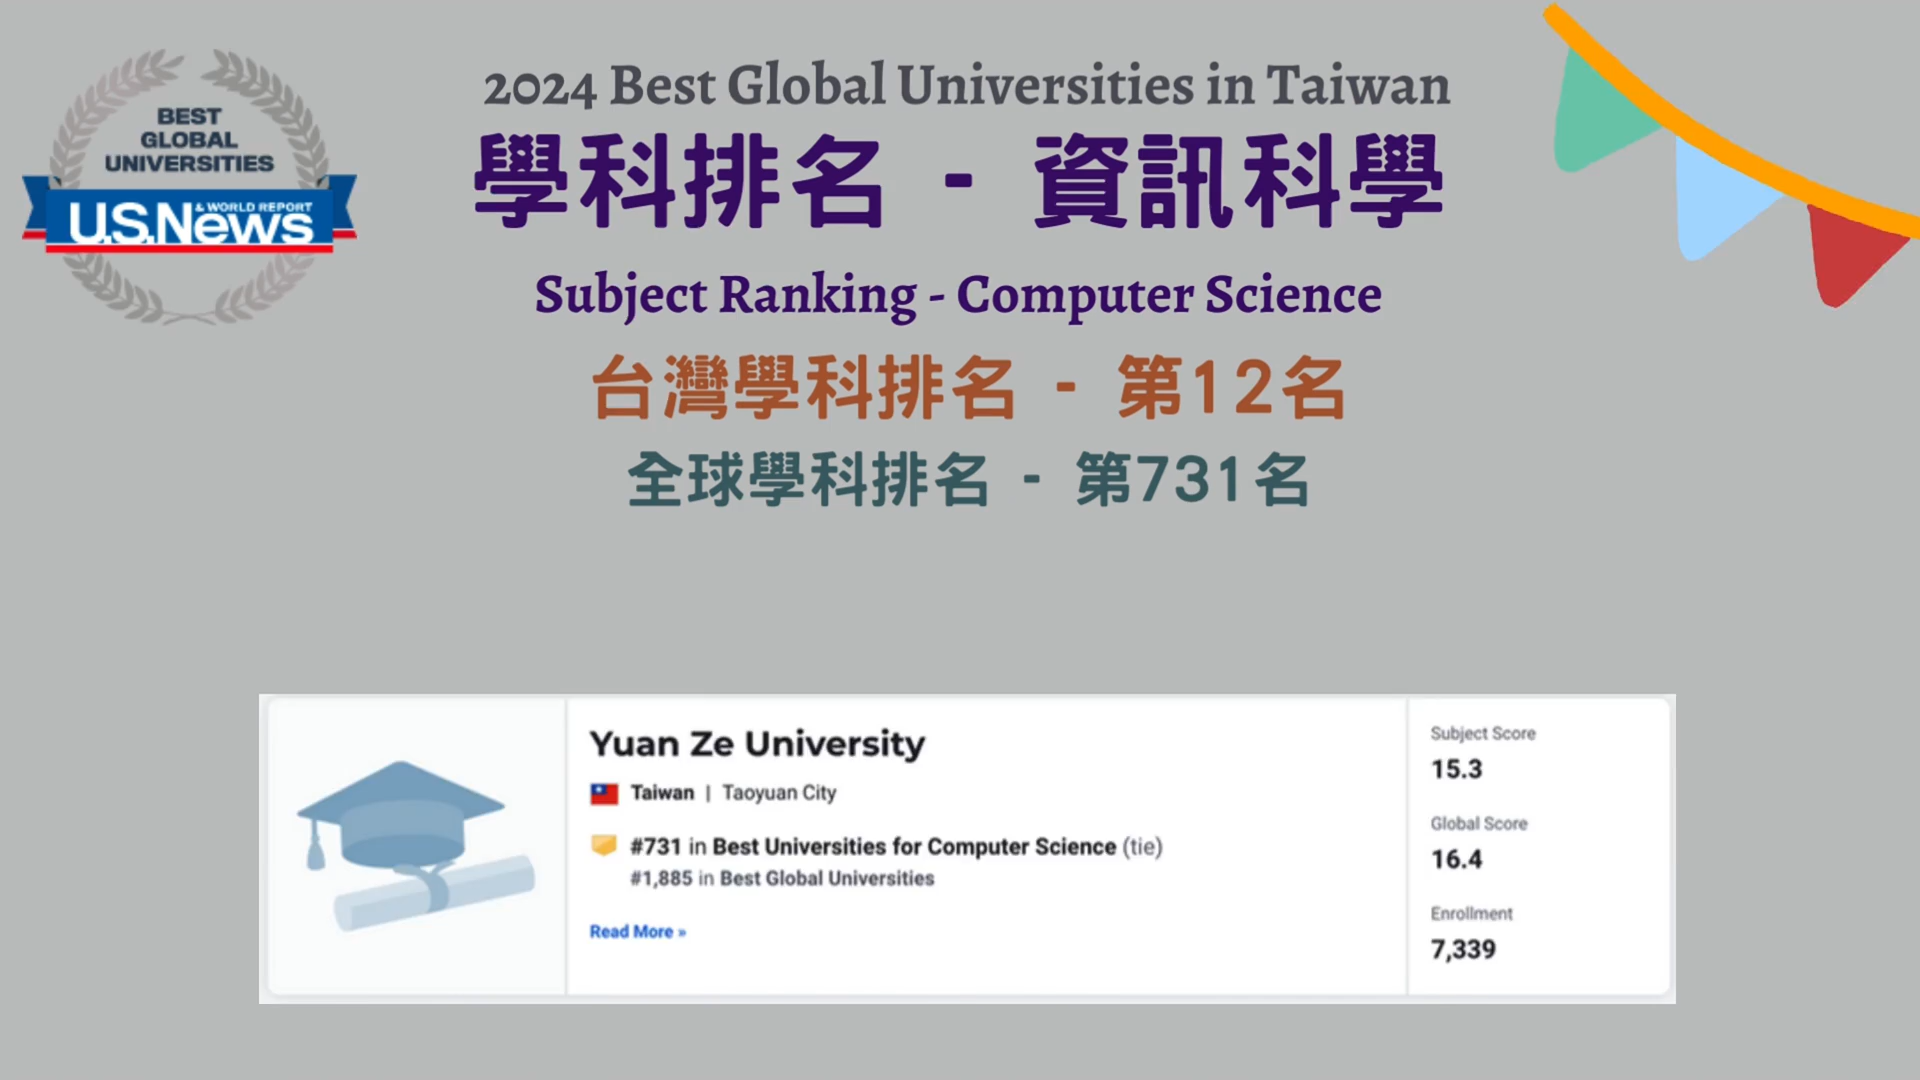 BEST
GLOBAL
UNIVERSITIES
U.S.News & WORLD REPORT
2024 Best Global Universities in Taiwan
學科排名 - 資訊科學
Subject Ranking - Computer Science
台灣學科排名 - 第12名
全球學科排名 - 第731名
Yuan Ze University
Taiwan | Taoyuan City
#731 in Best Universities for Computer Science (tie)
#1,885 in Best Global Universities
Read More »
Subject Score
15.3
Global Score
16.4
Enrollment
7,339